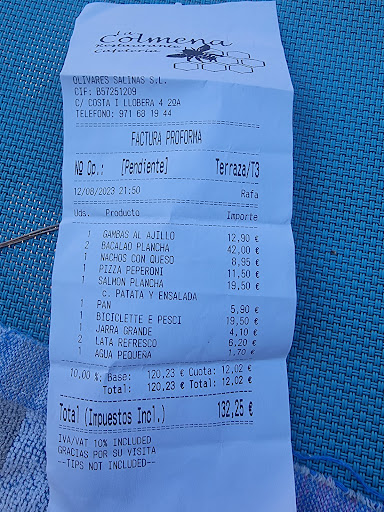 La
Colmena
Restaurante
Cafetería
OLIVARES SALINAS S.L.
CIF: B57251209
C/ COSTA I LLOBERA 4 20A
TELEFONO: 971 68 19 44
FACTURA PROFORMA
Nº Op.: [Pendiente] Terraza/T3
12/08/2023 21:50 Rafa
Uds. Producto Importe
1 GAMBAS AL AJILLO 12,90 €
2 BACALAO PLANCHA 42,00 €
1 NACHOS CON QUESO 8,95 €
1 PIZZA PEPERONI 11,50 €
1 SALMON PLANCHA 19,50 €
c. PATATA Y ENSALADA
1 PAN 5,90 €
1 BICICLETTE E PESCI 19,50 €
1 JARRA GRANDE 4,10 €
2 LATA REFRESCO 6,20 €
1 AGUA PEQUEÑA 1,70 €
10,00 %: Base: 120,23 € Cuota: 12,02 €
Total: 120,23 € Total: 12,02 €
Total (Impuestos Incl.) 132,25 €
IVA/VAT 10% INCLUDED
GRACIAS POR SU VISITA
--TIPS NOT INCLUDED--